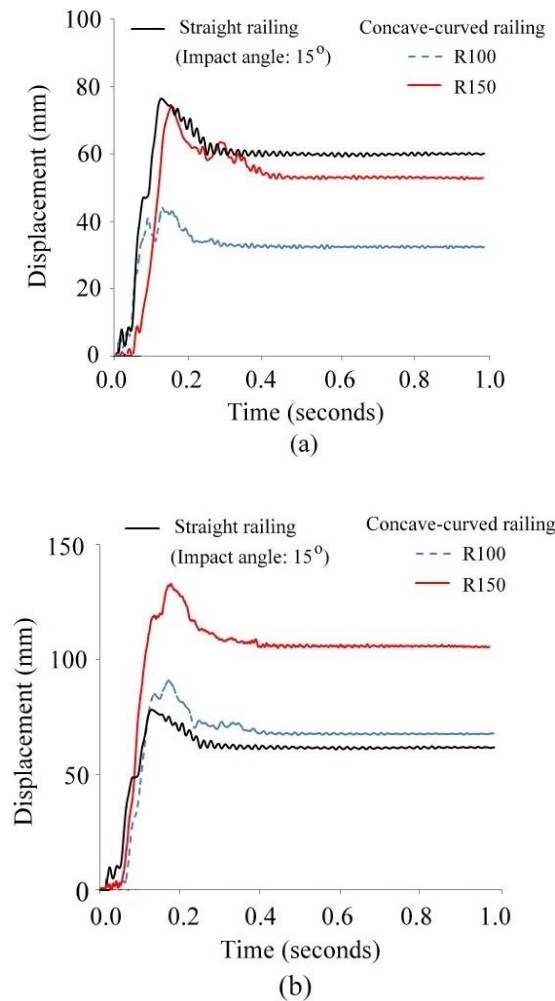 100
80
60
40
20
0
Displacement (mm)
Straight railing
(Impact angle: 15°)
Concave-curved railing
R100
R150
0.0 0.2 0.4 0.6 0.8 1.0
Time (seconds)
(a)
150
100
50
0
Displacement (mm)
Straight railing
(Impact angle: 15°)
Concave-curved railing
R100
R150
0.0 0.2 0.4 0.6 0.8 1.0
Time (seconds)
(b)